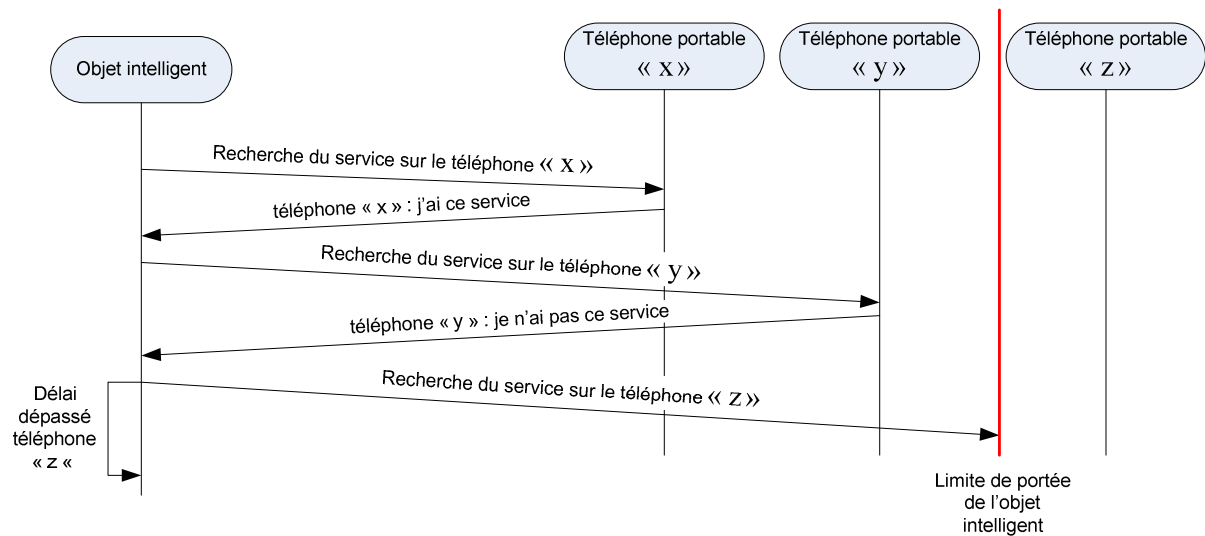 Objet intelligent
Téléphone portable
« x »
Téléphone portable
« y »
Téléphone portable
« z »
Recherche du service sur le téléphone « x »
téléphone « x » : j'ai ce service
Recherche du service sur le téléphone « y »
téléphone « y » : je n'ai pas ce service
Recherche du service sur le téléphone « z »
Délai
dépassé
téléphone
« z «
Limite de portée
de l'objet
intelligent